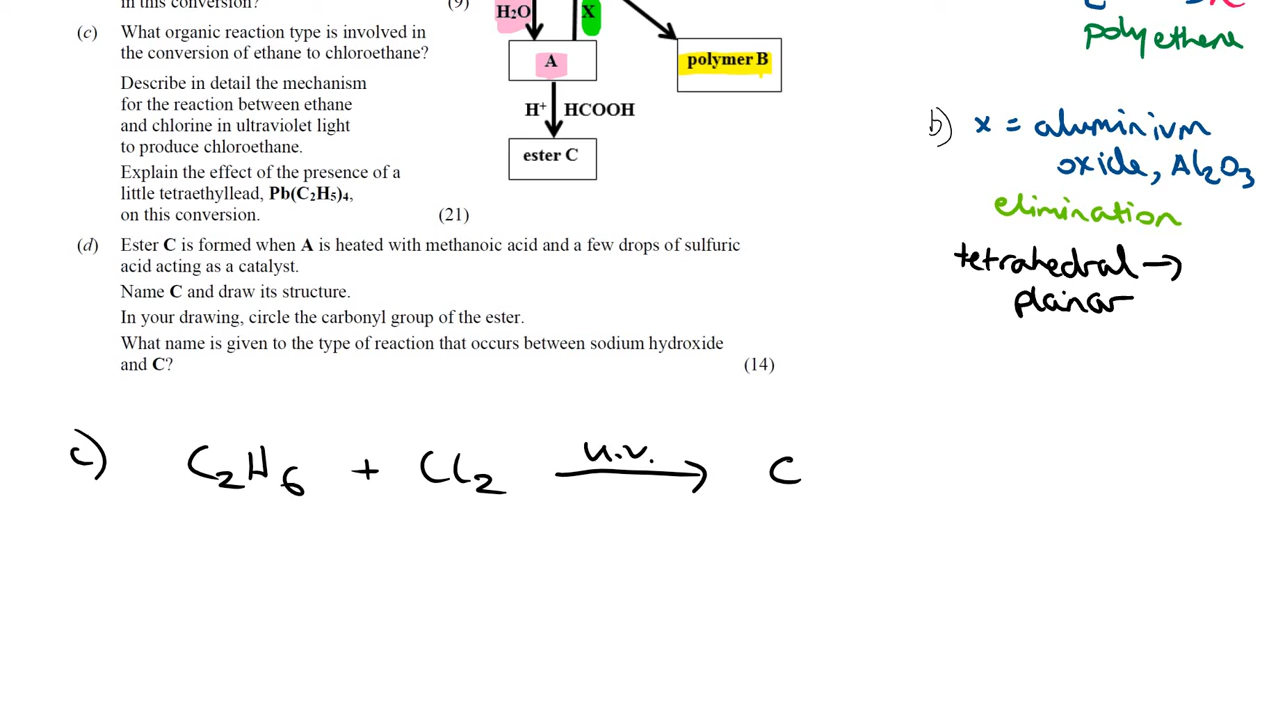 in this conversion? (9)
(c) What organic reaction type is involved in
the conversion of ethane to chloroethane?
Describe in detail the mechanism
for the reaction between ethane
and chlorine in ultraviolet light
to produce chloroethane.
Explain the effect of the presence of a
little tetraethyllead, Pb(C₂H₅)₄,
on this conversion. (21)
H₂O X
A
polymer B
H⁺ HCOOH
ester C
(d) Ester C is formed when A is heated with methanoic acid and a few drops of sulfuric
acid acting as a catalyst.
Name C and draw its structure.
In your drawing, circle the carbonyl group of the ester.
What name is given to the type of reaction that occurs between sodium hydroxide
and C? (14)
polyethene
b) x = aluminium
oxide, Al₂O₃
elimination
tetrahedral →
planar
c) C₂H₆ + Cl₂ u.v. → C